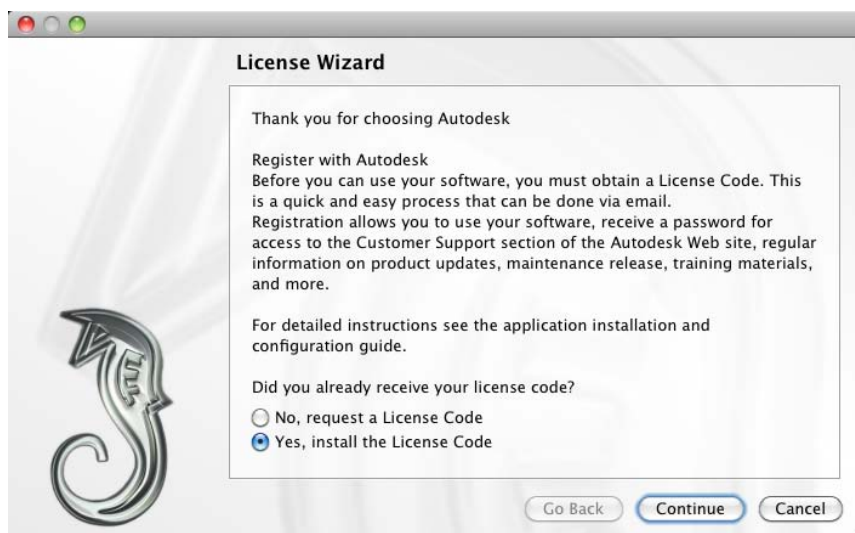 License Wizard
Thank you for choosing Autodesk
Register with Autodesk
Before you can use your software, you must obtain a License Code. This
is a quick and easy process that can be done via email.
Registration allows you to use your software, receive a password for
access to the Customer Support section of the Autodesk Web site, regular
information on product updates, maintenance release, training materials,
and more.
For detailed instructions see the application installation and
configuration guide.
Did you already receive your license code?
No, request a License Code
Yes, install the License Code
Go Back Continue Cancel